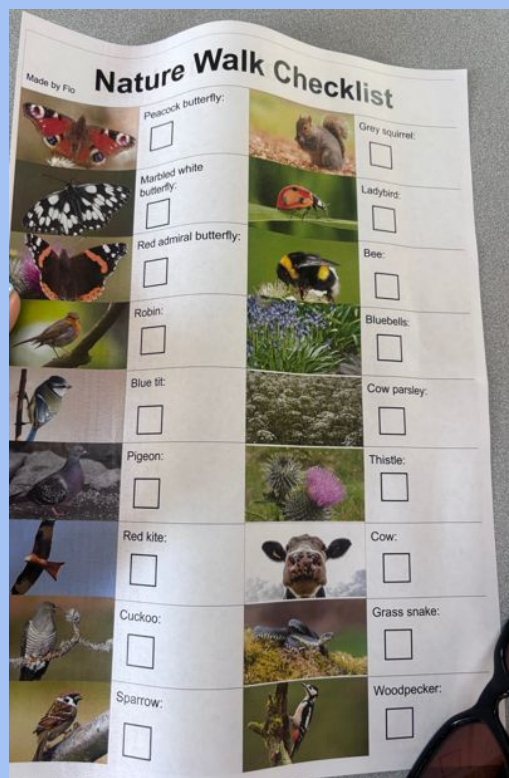 Made by Flo
Nature Walk Checklist
Peacock butterfly:
Marbled white
butterfly:
Red admiral butterfly:
Robin:
Blue tit:
Pigeon:
Red kite:
Cuckoo:
Sparrow:
Grey squirrel:
Ladybird:
Bee:
Bluebells:
Cow parsley:
Thistle:
Cow:
Grass snake:
Woodpecker: